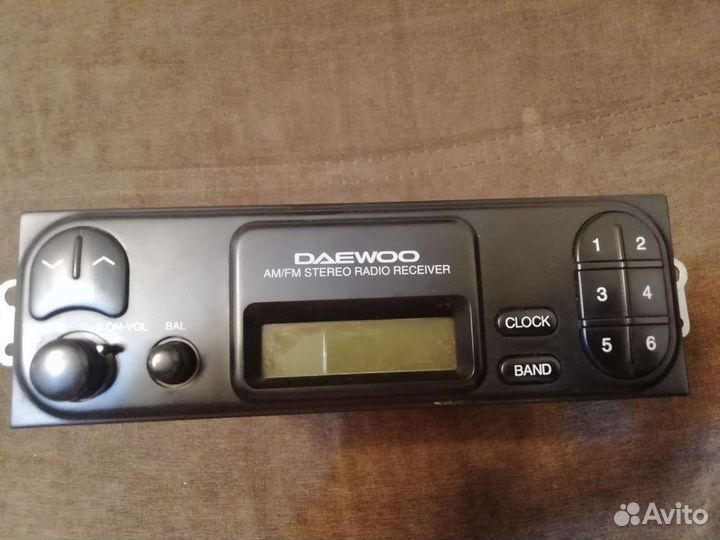 DAEWOO
AM/FM STEREO RADIO RECEIVER
ON-VOL BAL
CLOCK
BAND
1 2
3 4
5 6
Avito